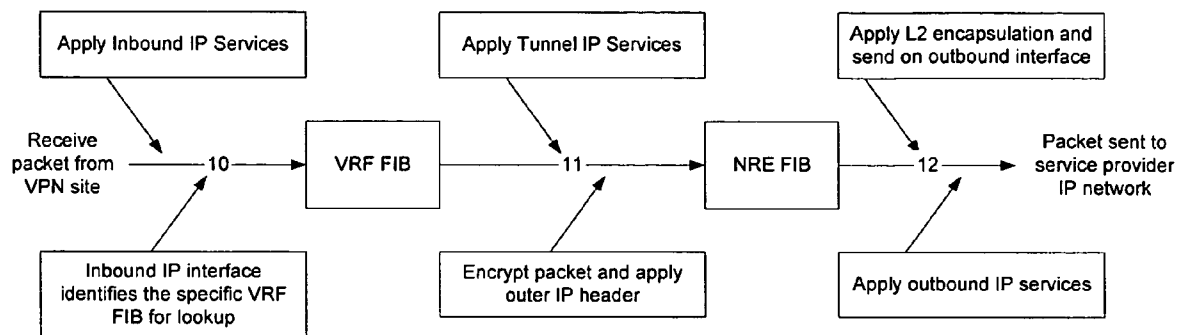 Apply Inbound IP Services
Apply Tunnel IP Services
Apply L2 encapsulation and
send on outbound interface
Receive
packet from
VPN site
10
VRF FIB
11
NRE FIB
12
Packet sent to
service provider
IP network
Inbound IP interface
identifies the specific VRF
FIB for lookup
Encrypt packet and apply
outer IP header
Apply outbound IP services